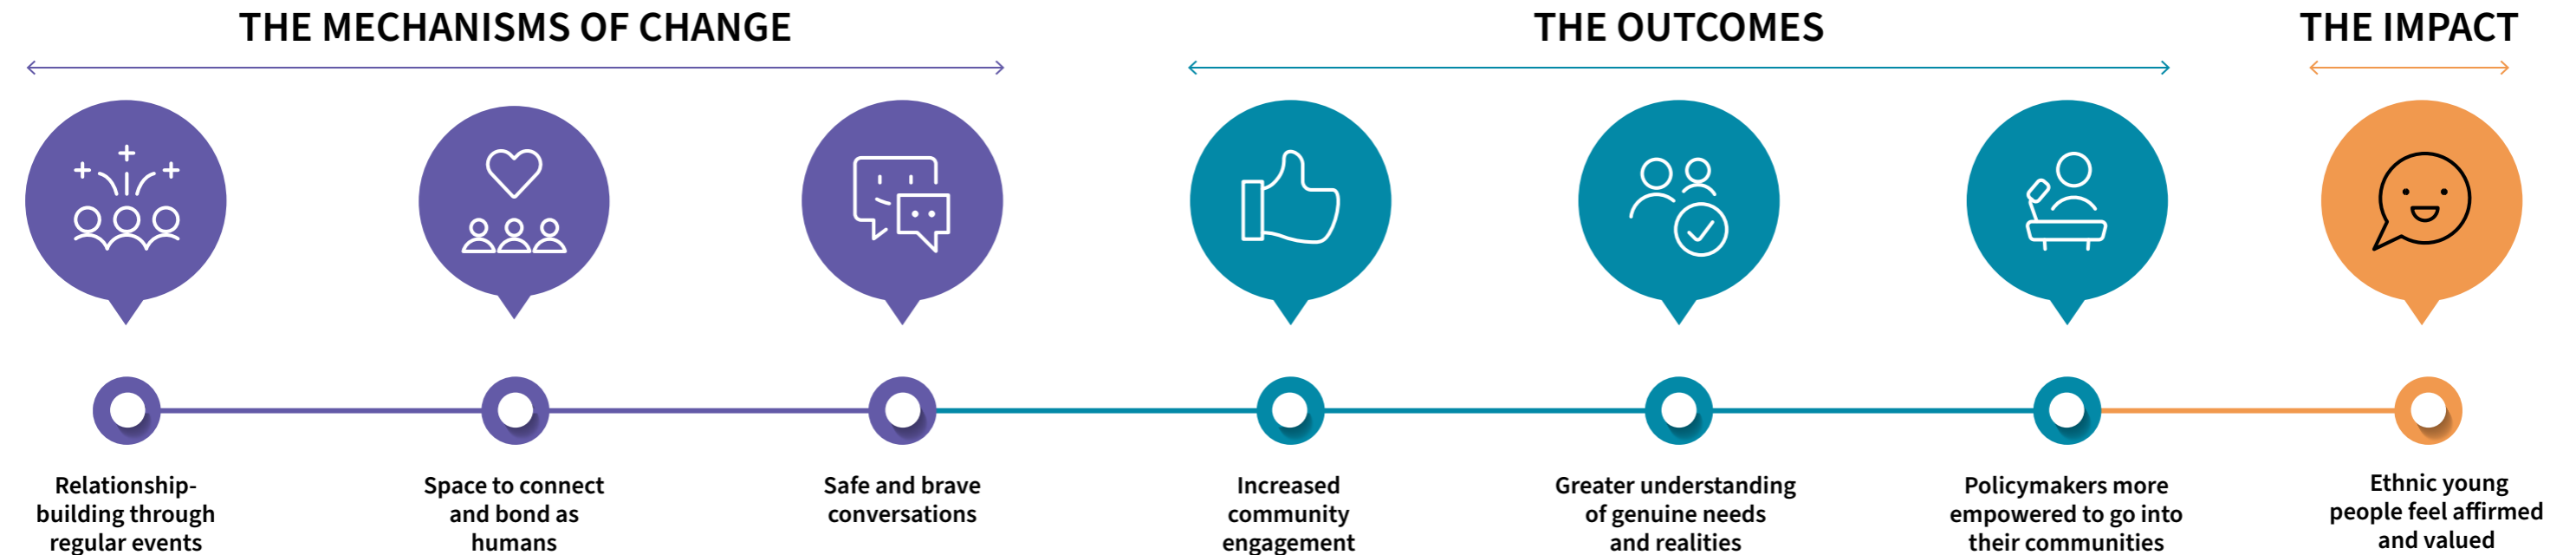 THE MECHANISMS OF CHANGE
THE OUTCOMES
THE IMPACT
Relationship-
building through
regular events
Space to connect
and bond as
humans
Safe and brave
conversations
Increased
community
engagement
Greater understanding
of genuine needs
and realities
Policymakers more
empowered to go into
their communities
Ethnic young
people feel affirmed
and valued